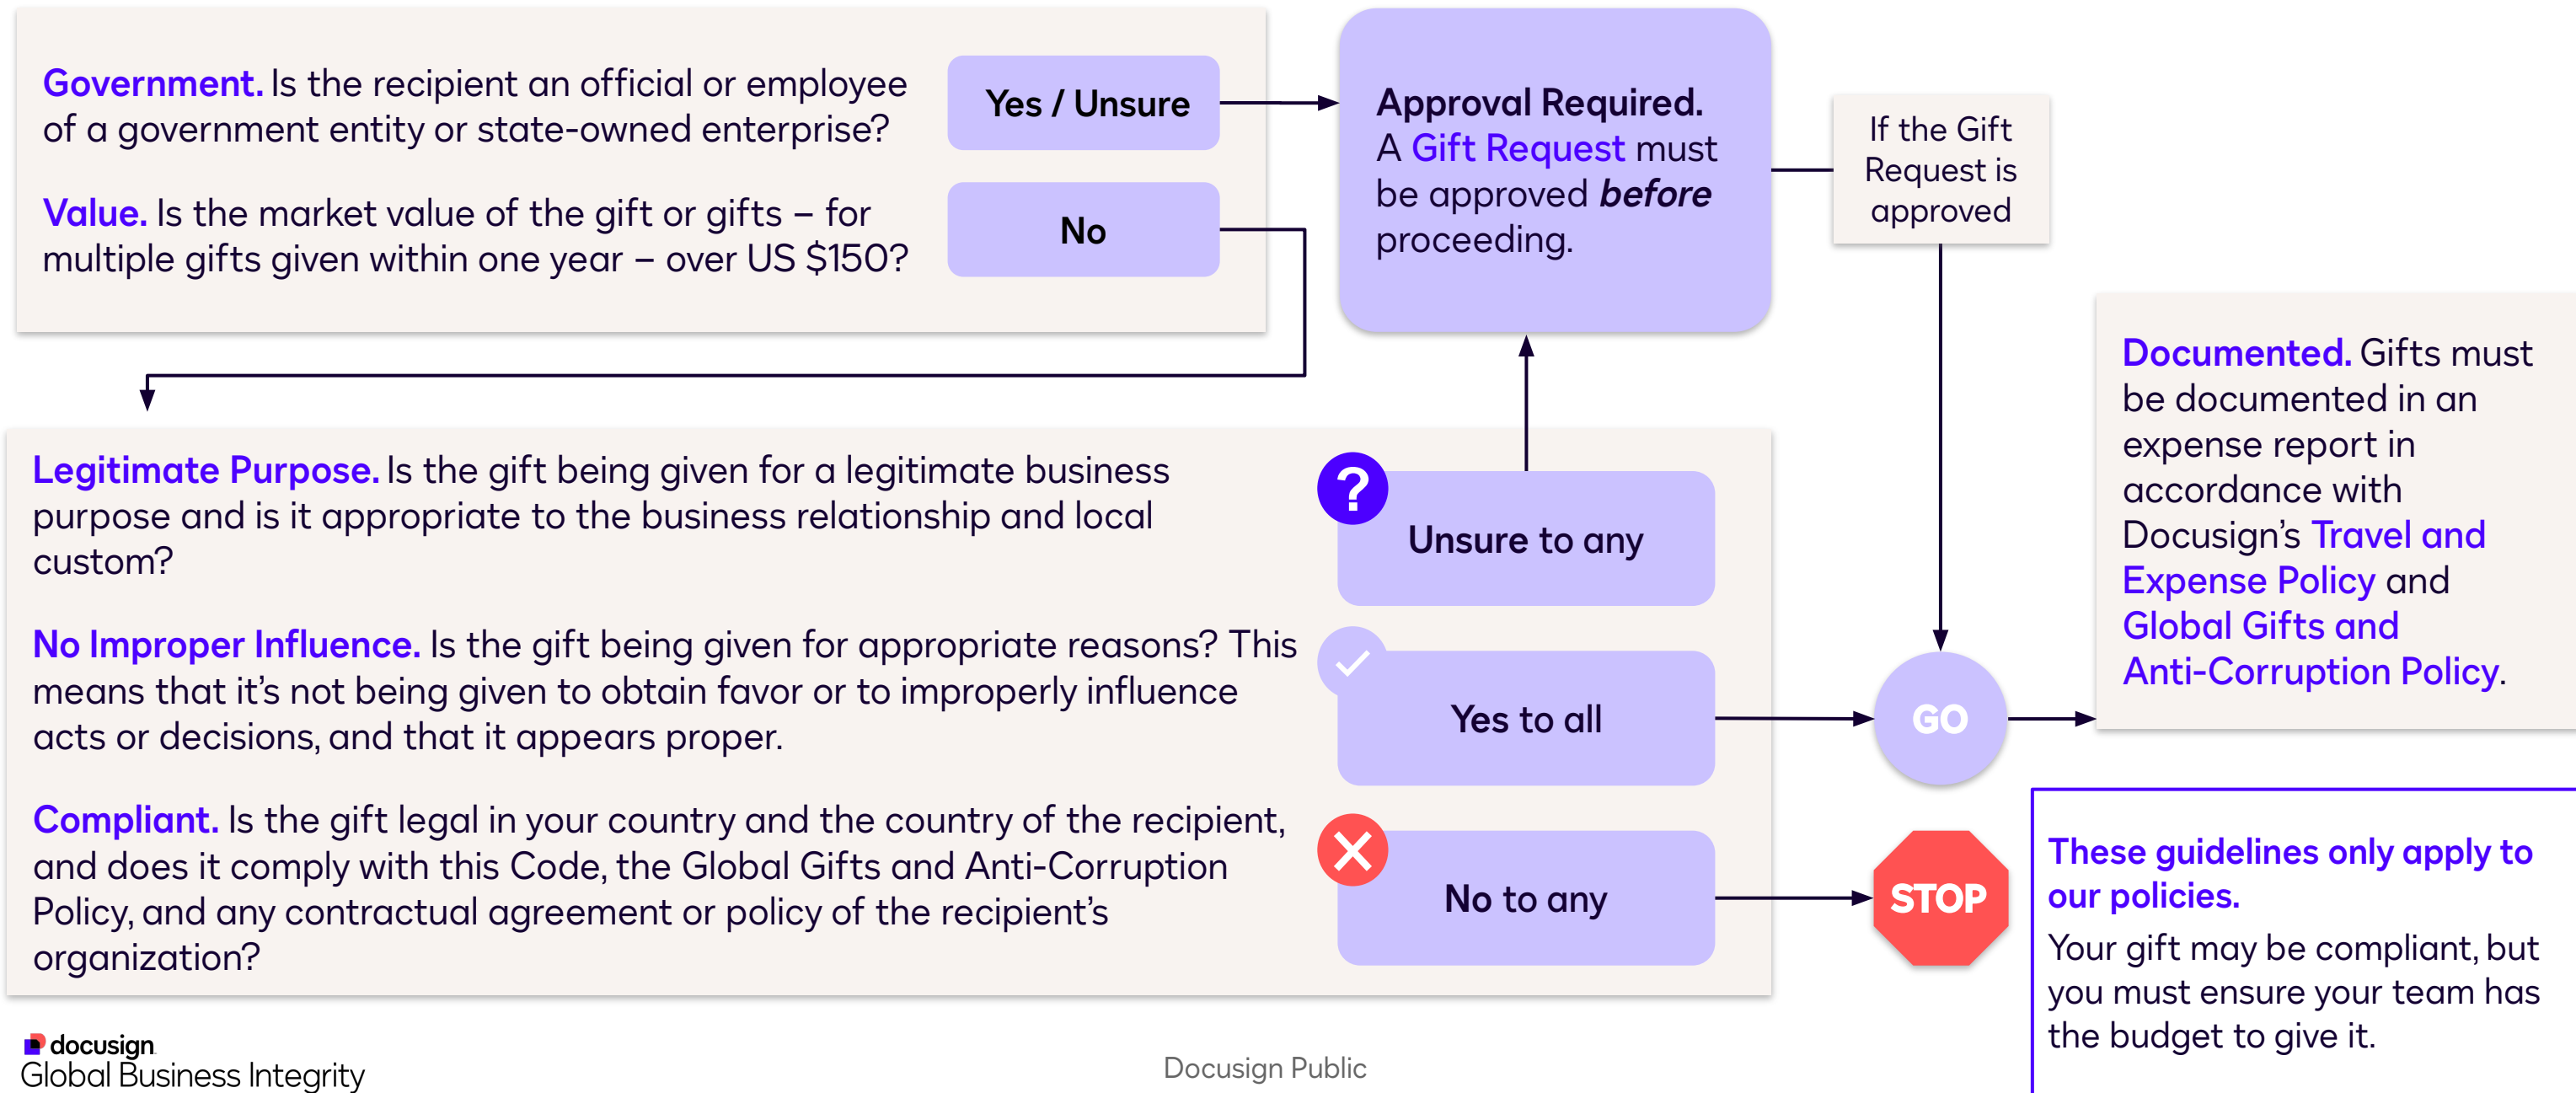 Government. Is the recipient an official or employee
of a government entity or state-owned enterprise?
Value. Is the market value of the gift or gifts – for
multiple gifts given within one year – over US $150?
Yes / Unsure
No
Approval Required.
A Gift Request must
be approved before
proceeding.
If the Gift
Request is
approved
Legitimate Purpose. Is the gift being given for a legitimate business
purpose and is it appropriate to the business relationship and local
custom?
No Improper Influence. Is the gift being given for appropriate reasons? This
means that it’s not being given to obtain favor or to improperly influence
acts or decisions, and that it appears proper.
Compliant. Is the gift legal in your country and the country of the recipient,
and does it comply with this Code, the Global Gifts and Anti-Corruption
Policy, and any contractual agreement or policy of the recipient’s
organization?
?
Unsure to any
Yes to all
No to any
GO
STOP
Documented. Gifts must
be documented in an
expense report in
accordance with
Docusign’s Travel and
Expense Policy and
Global Gifts and
Anti-Corruption Policy.
These guidelines only apply to
our policies.
Your gift may be compliant, but
you must ensure your team has
the budget to give it.
docusign
Global Business Integrity
Docusign Public